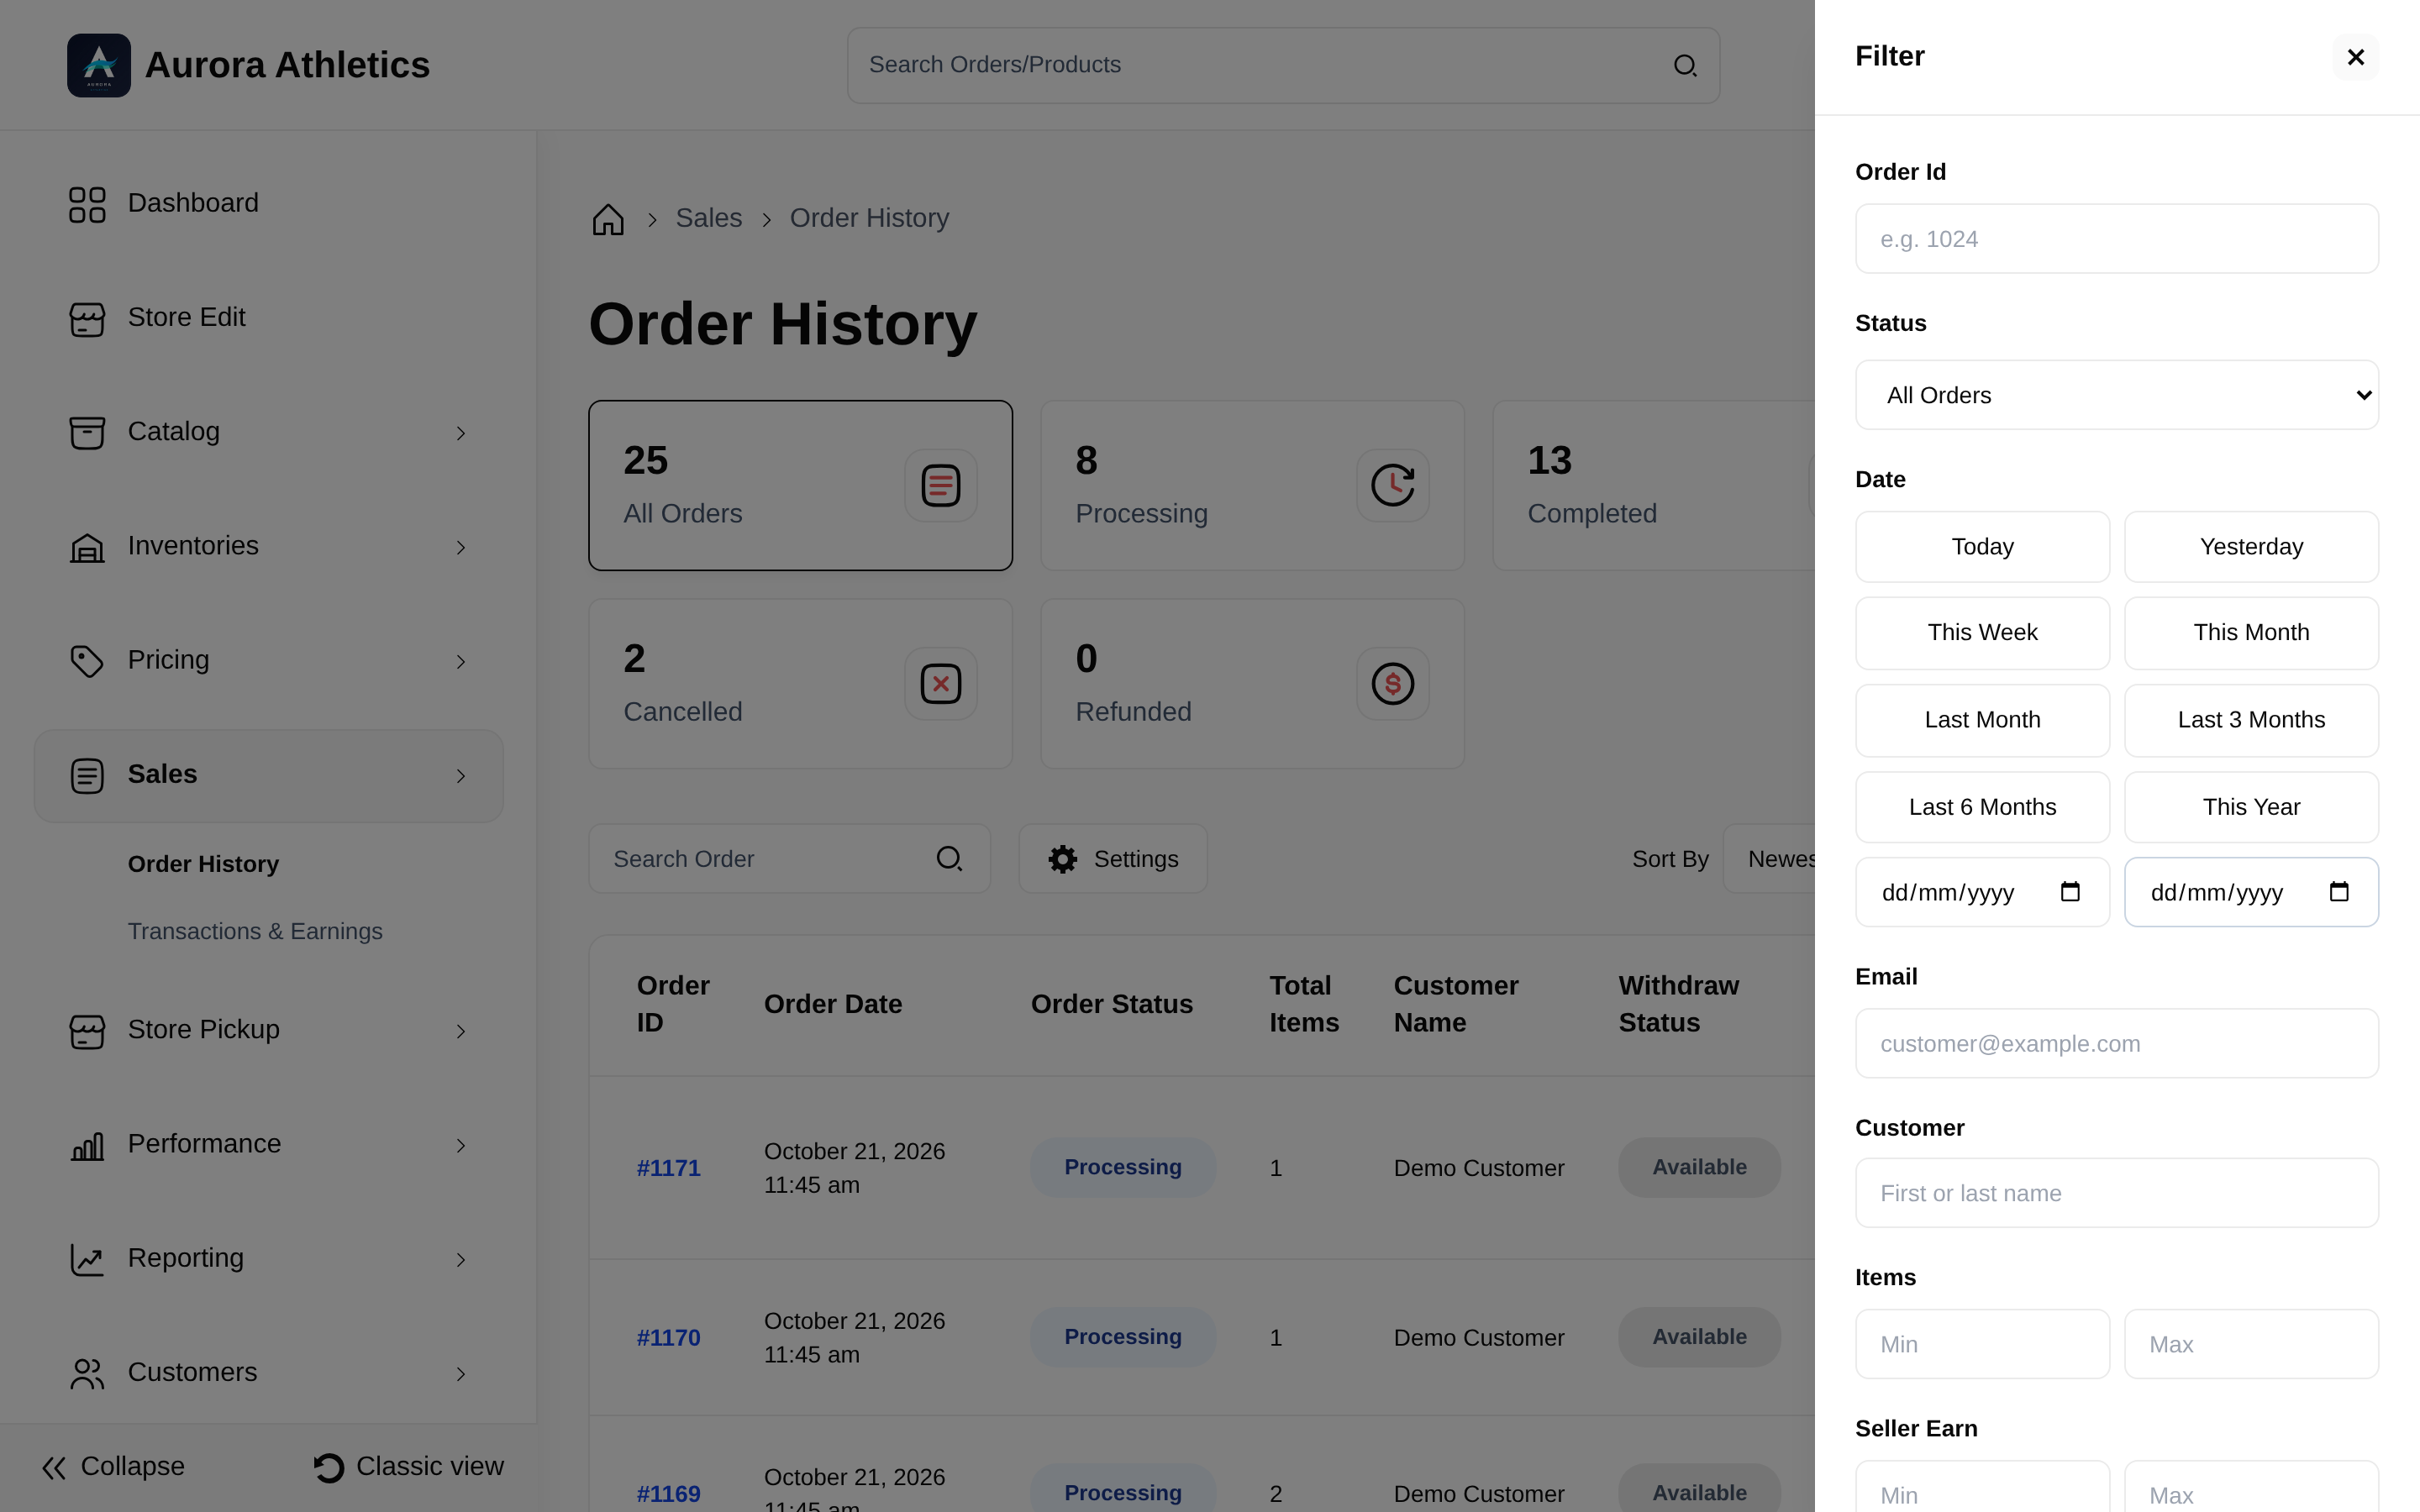 AURORA
Aurora Athletics
Search Orders/Products
Dashboard
Store Edit
Catalog
Inventories
Pricing
Sales
Order History
Transactions & Earnings
Store Pickup
Performance
Reporting
Customers
Collapse
Classic view
Sales
Order History
Order History
25
All Orders
8
Processing
13
Completed
2
Cancelled
0
Refunded
Search Order
Settings
Sort By
Newes
Order ID
Order Date
Order Status
Total Items
Customer Name
Withdraw Status
#1171
October 21, 2026
11:45 am
Processing
1
Demo Customer
Available
#1170
October 21, 2026
11:45 am
Processing
1
Demo Customer
Available
#1169
October 21, 2026
11:45 am
Processing
2
Demo Customer
Available
Filter
Order Id
e.g. 1024
Status
All Orders
Date
Today
Yesterday
This Week
This Month
Last Month
Last 3 Months
Last 6 Months
This Year
dd/mm/yyyy
dd/mm/yyyy
Email
customer@example.com
Customer
First or last name
Items
Min
Max
Seller Earn
Min
Max